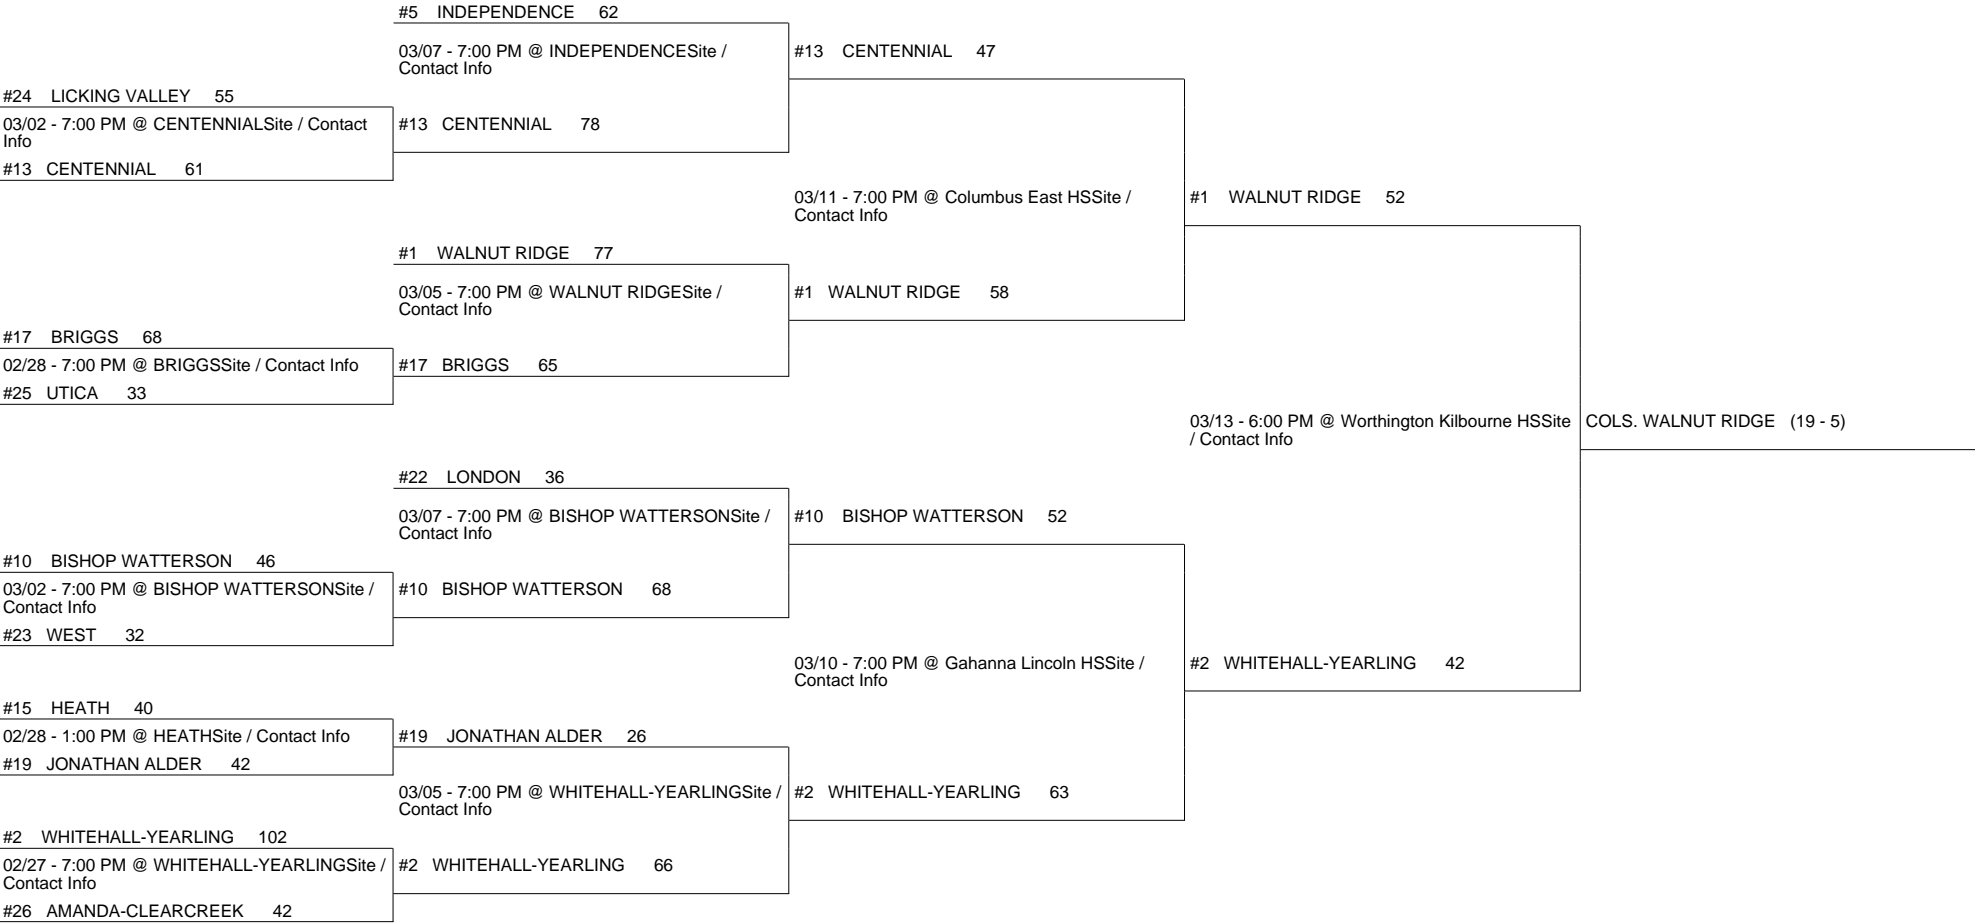 #5 INDEPENDENCE 62
03/07 - 7:00 PM @ INDEPENDENCESite /
Contact Info
#13 CENTENNIAL 47
#24 LICKING VALLEY 55
03/02 - 7:00 PM @ CENTENNIALSite / Contact
Info
#13 CENTENNIAL 78
#13 CENTENNIAL 61
03/11 - 7:00 PM @ Columbus East HSSite /
Contact Info
#1 WALNUT RIDGE 52
#1 WALNUT RIDGE 77
03/05 - 7:00 PM @ WALNUT RIDGESite /
Contact Info
#1 WALNUT RIDGE 58
#17 BRIGGS 68
02/28 - 7:00 PM @ BRIGGSSite / Contact Info
#17 BRIGGS 65
#25 UTICA 33
03/13 - 6:00 PM @ Worthington Kilbourne HSSite
/ Contact Info
COLS. WALNUT RIDGE (19 - 5)
#22 LONDON 36
03/07 - 7:00 PM @ BISHOP WATTERSONSite /
Contact Info
#10 BISHOP WATTERSON 52
#10 BISHOP WATTERSON 46
03/02 - 7:00 PM @ BISHOP WATTERSONSite /
Contact Info
#10 BISHOP WATTERSON 68
#23 WEST 32
03/10 - 7:00 PM @ Gahanna Lincoln HSSite /
Contact Info
#2 WHITEHALL-YEARLING 42
#15 HEATH 40
02/28 - 1:00 PM @ HEATHSite / Contact Info
#19 JONATHAN ALDER 26
#19 JONATHAN ALDER 42
03/05 - 7:00 PM @ WHITEHALL-YEARLINGSite /
Contact Info
#2 WHITEHALL-YEARLING 63
#2 WHITEHALL-YEARLING 102
02/27 - 7:00 PM @ WHITEHALL-YEARLINGSite /
Contact Info
#2 WHITEHALL-YEARLING 66
#26 AMANDA-CLEARCREEK 42